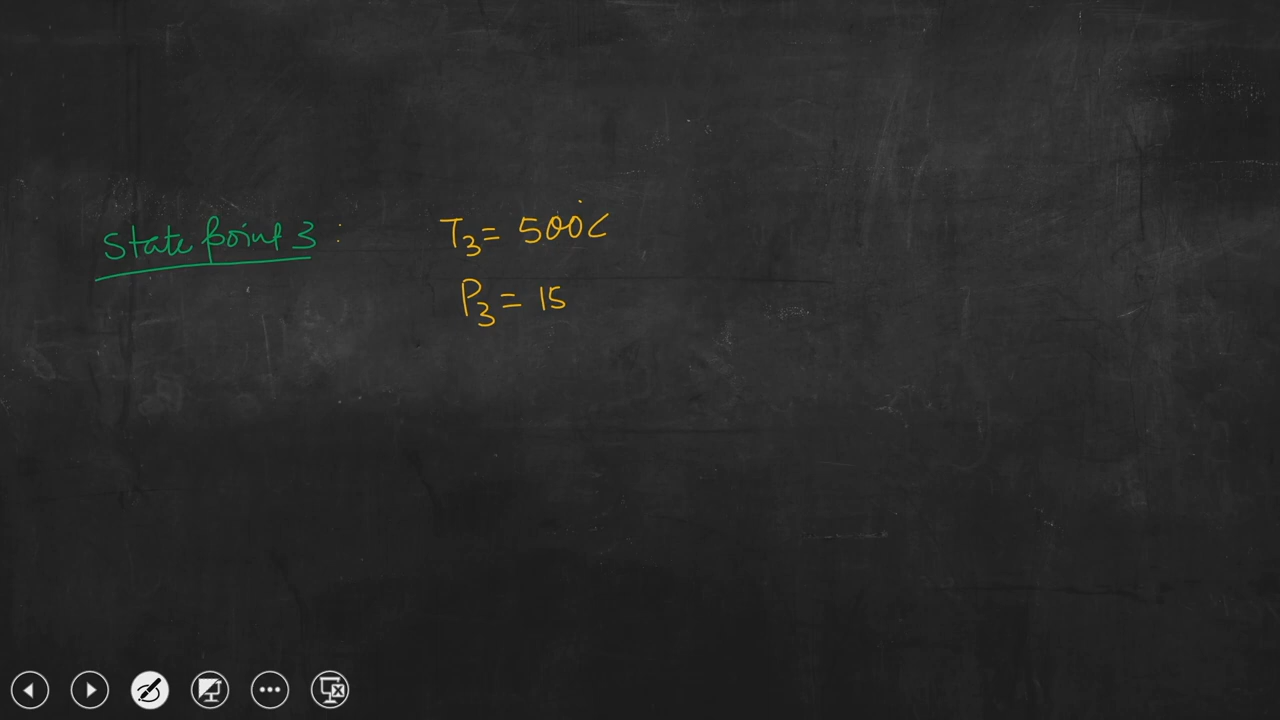 State point 3 : T₃ = 500°C
P₃ = 15